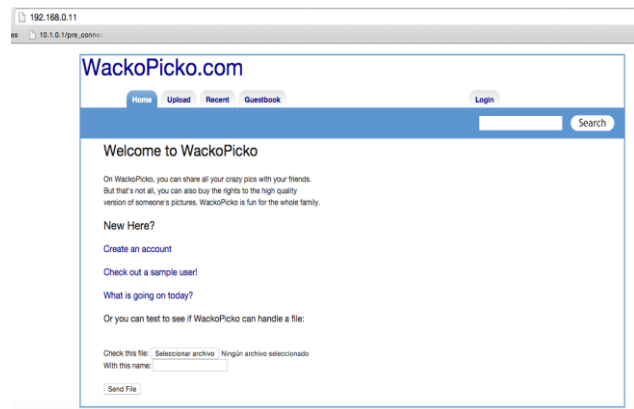 192.168.0.11
es 10.1.0.1/pre_connec
WackoPicko.com
Home Upload Recent Guestbook Login
Search
Welcome to WackoPicko
On WackoPicko, you can share all your crazy pics with your friends.
But that's not all, you can also buy the rights to the high quality
version of someone's pictures. WackoPicko is fun for the whole family.
New Here?
Create an account
Check out a sample user!
What is going on today?
Or you can test to see if WackoPicko can handle a file:
Check this file: Seleccionar archivo Ningún archivo seleccionado
With this name:
Send File